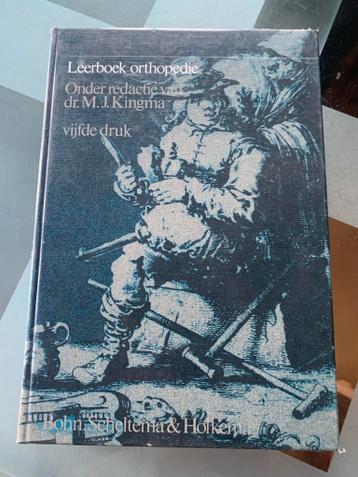 Leerboek orthopedie
Onder redactie van
dr. M. J. Kingma
vijfde druk
Bohn, Scheltema & Holkema